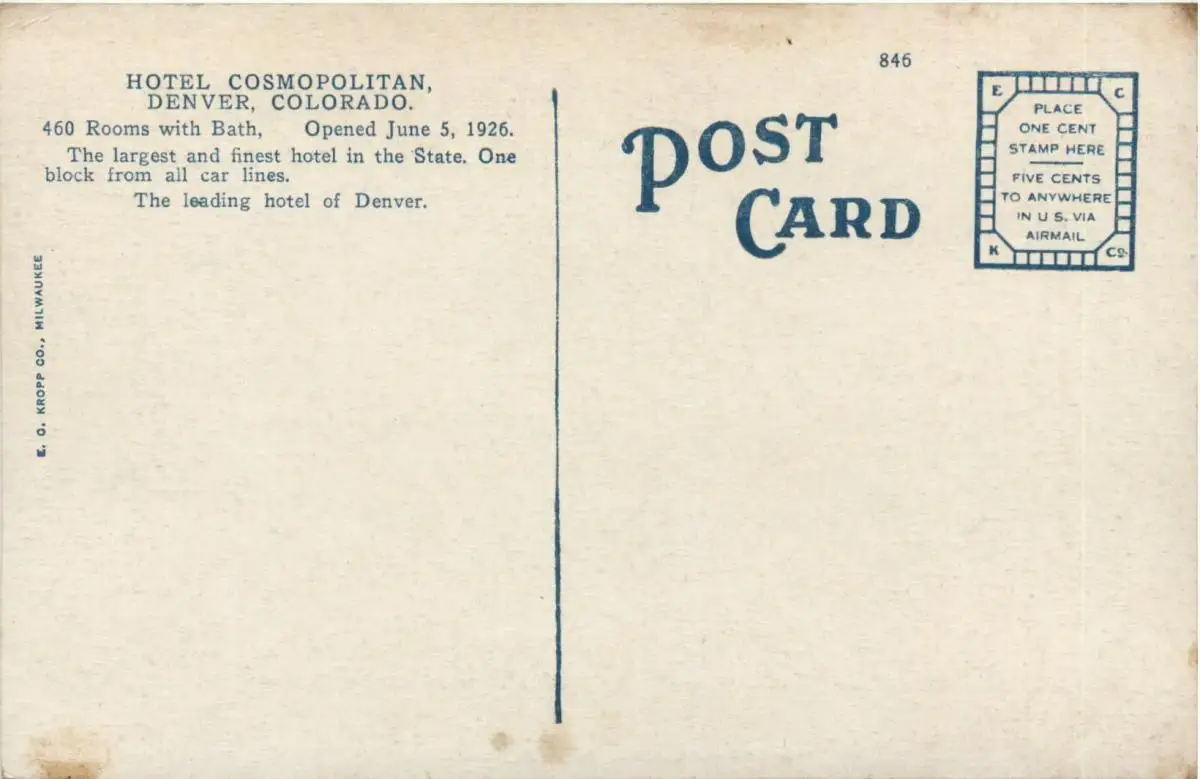 HOTEL COSMOPOLITAN,
DENVER, COLORADO.
460 Rooms with Bath, Opened June 5, 1926.
The largest and finest hotel in the State. One
block from all car lines.
The leading hotel of Denver.
E. C. KROPP CO., MILWAUKEE
846
POST
CARD
E C
PLACE
ONE CENT
STAMP HERE
FIVE CENTS
TO ANYWHERE
IN U S. VIA
AIRMAIL
K Co.